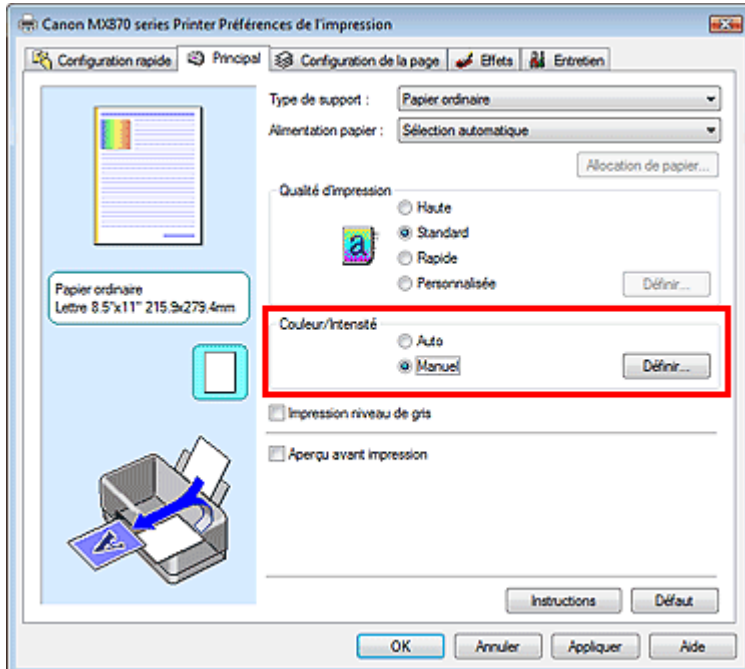 Canon MX870 series Printer Préférences de l'impression
Configuration rapide Principal Configuration de la page Effets Entretien
Type de support : Papier ordinaire
Alimentation papier : Sélection automatique
Allocation de papier...
Qualité d'impression
Haute
Standard
Rapide
Personnalisée Définir...
Papier ordinaire
Lettre 8.5"x11" 215.9x279.4mm
Couleur/Intensité
Auto
Manuel Définir...
Impression niveau de gris
Aperçu avant impression
Instructions Défaut
OK Annuler Appliquer Aide